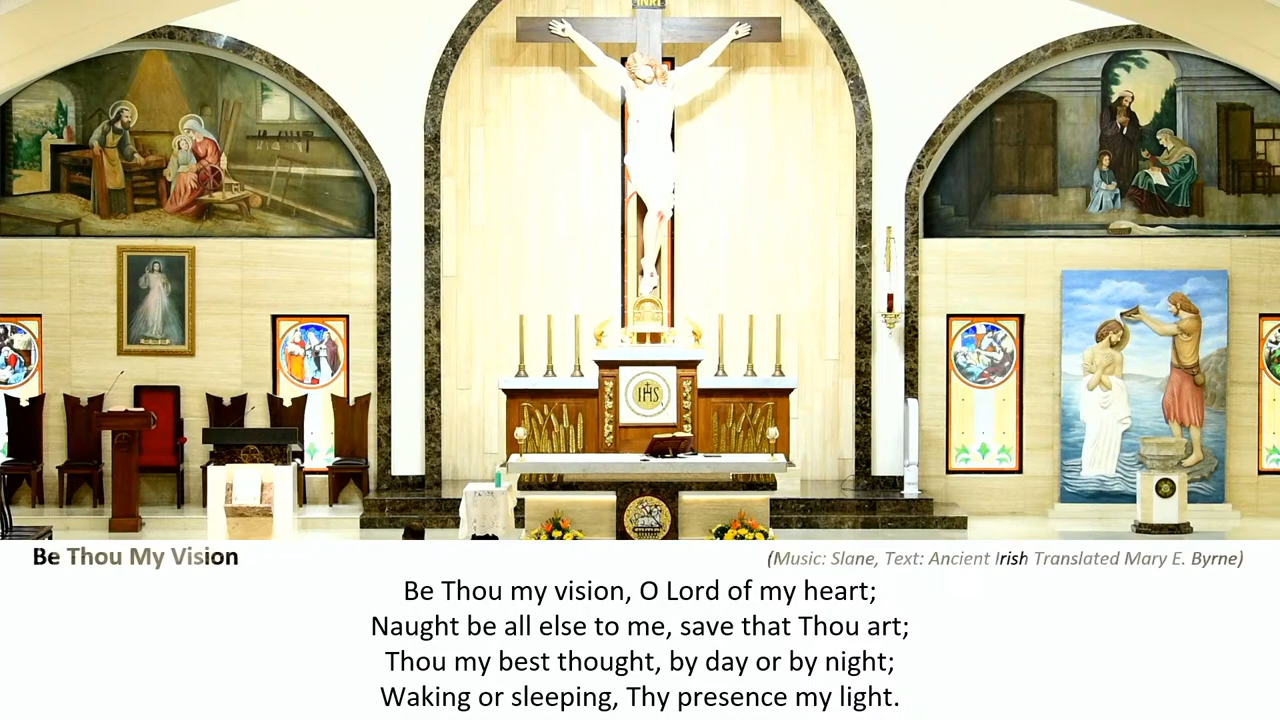 INRI
IHS
Be Thou My Vision
(Music: Slane, Text: Ancient Irish Translated Mary E. Byrne)
Be Thou my vision, O Lord of my heart;
Naught be all else to me, save that Thou art;
Thou my best thought, by day or by night;
Waking or sleeping, Thy presence my light.